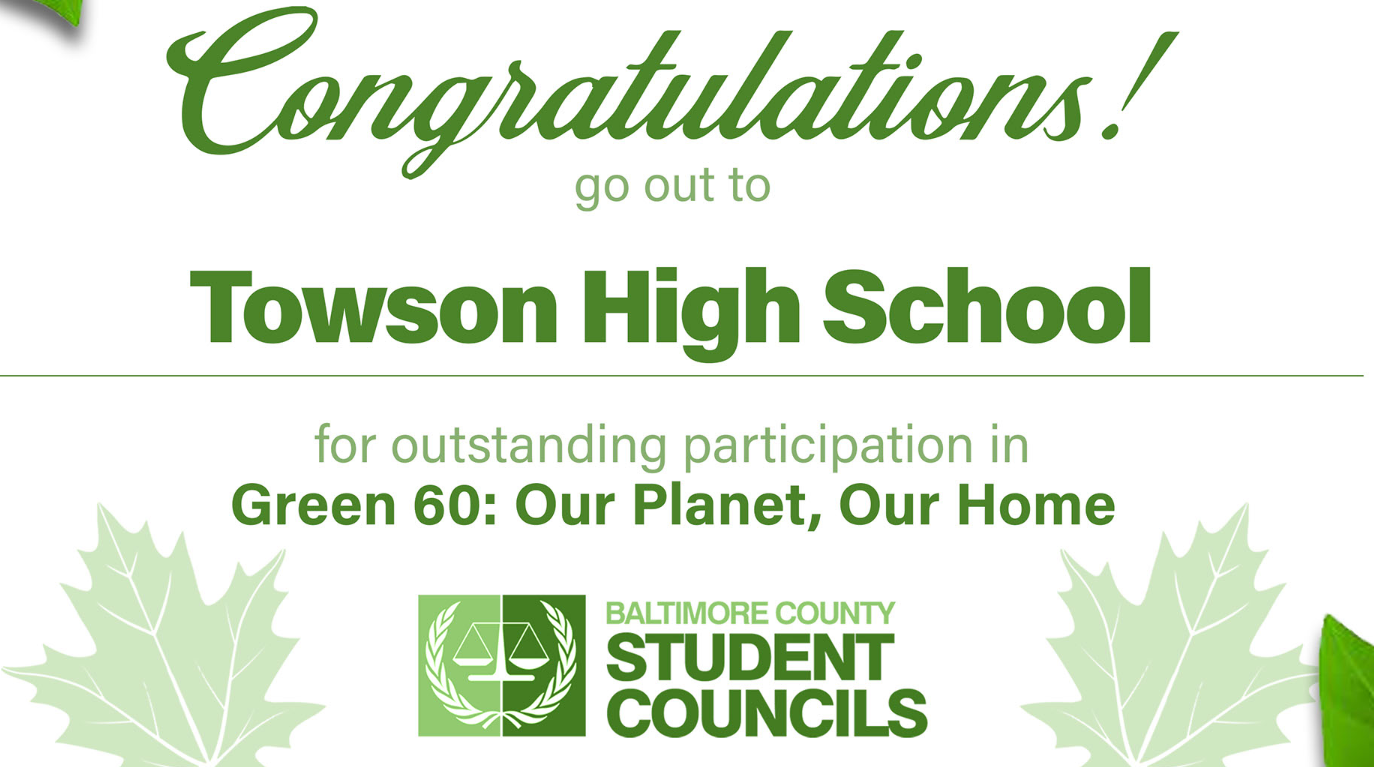 Congratulations!
go out to
Towson High School
for outstanding participation in
Green 60: Our Planet, Our Home
BALTIMORE COUNTY
STUDENT
COUNCILS